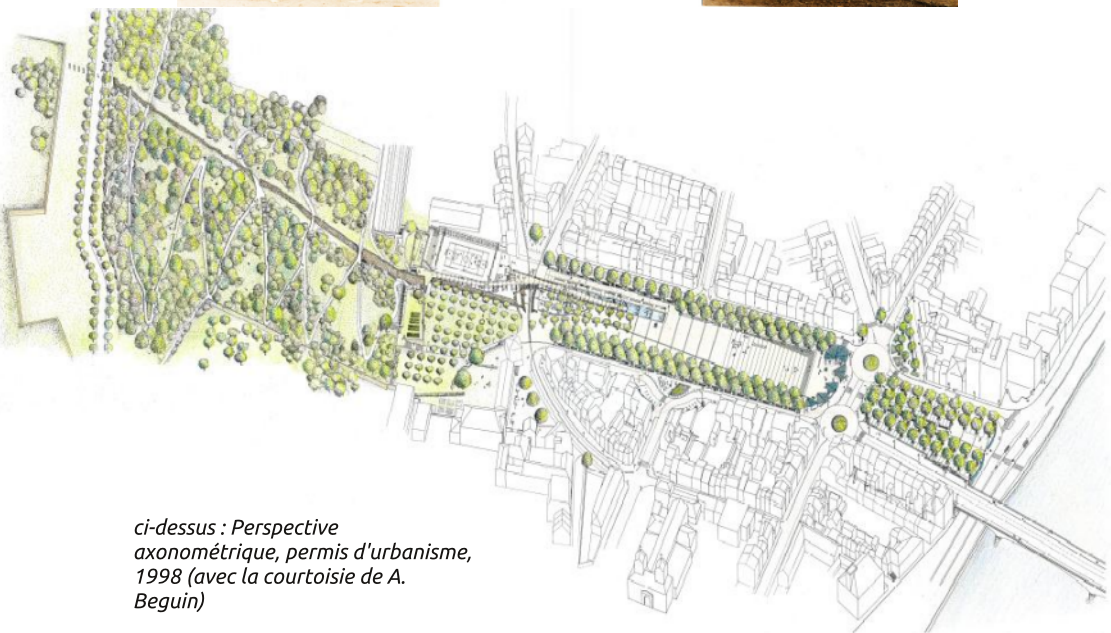 ci-dessus : Perspective
axonométrique, permis d'urbanisme,
1998 (avec la courtoisie de A.
Beguin)